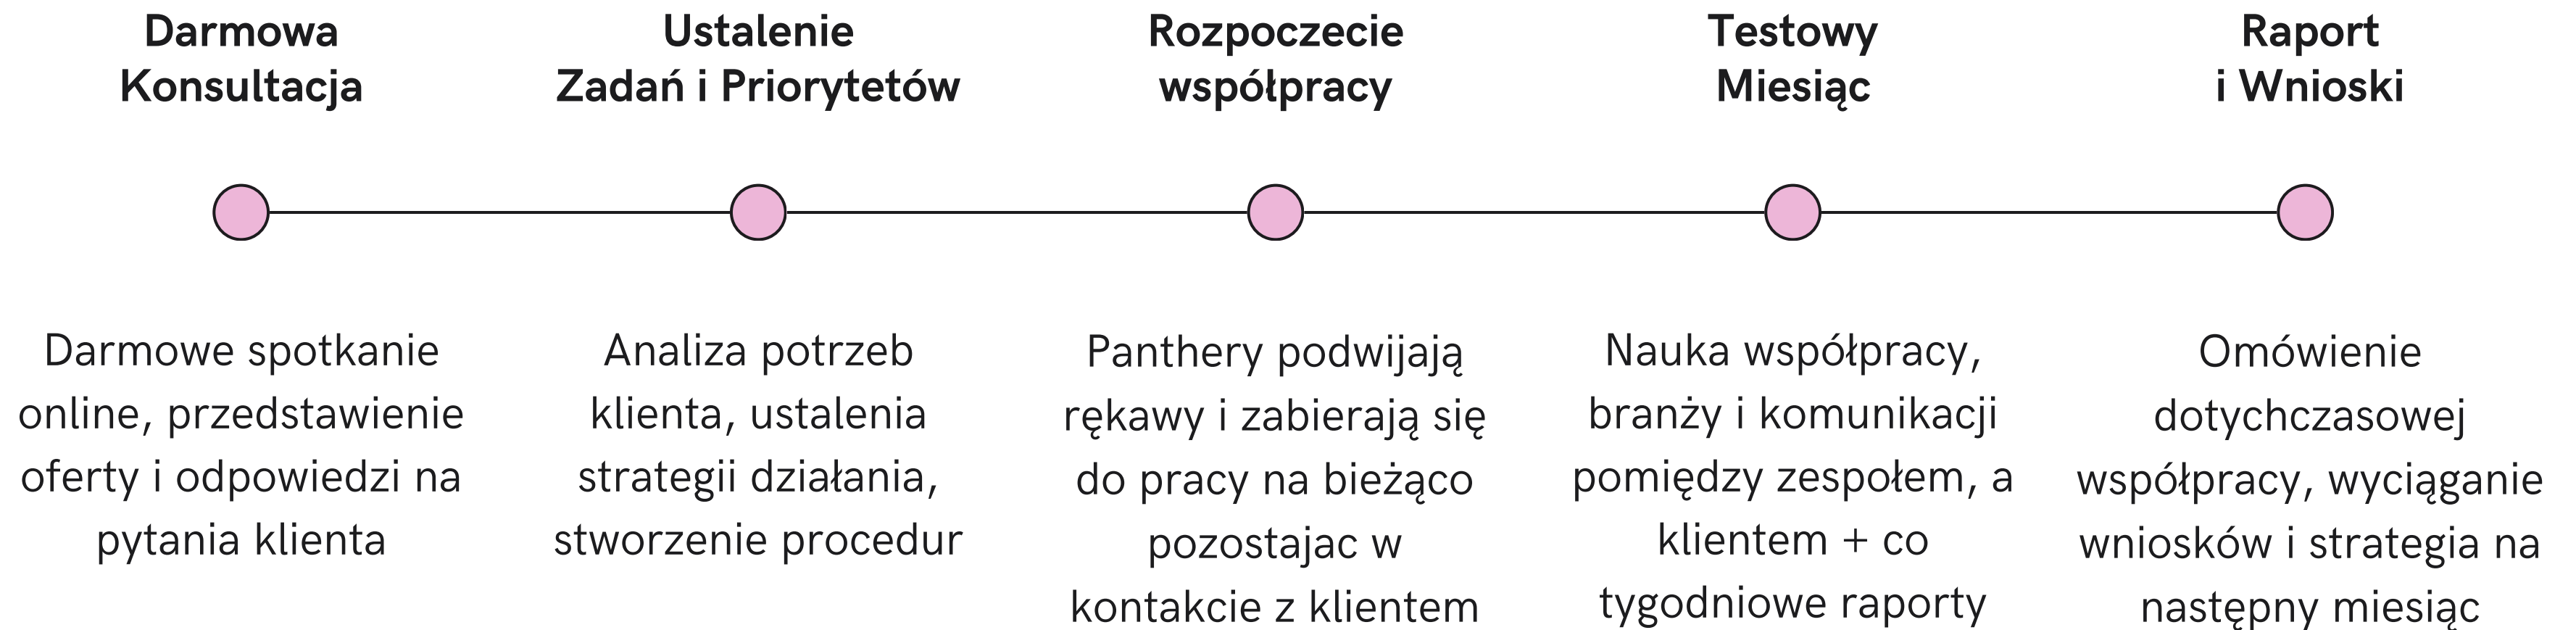 Darmowa
Konsultacja
Ustalenie
Zadań i Priorytetów
Rozpoczecie
współpracy
Testowy
Miesiąc
Raport
i Wnioski
Darmowe spotkanie
online, przedstawienie
oferty i odpowiedzi na
pytania klienta
Analiza potrzeb
klienta, ustalenia
strategii działania,
stworzenie procedur
Panthery podwijają
rękawy i zabierają się
do pracy na bieżąco
pozostajac w
kontakcie z klientem
Nauka współpracy,
branży i komunikacji
pomiędzy zespołem, a
klientem + co
tygodniowe raporty
Omówienie
dotychczasowej
współpracy, wyciąganie
wniosków i strategia na
następny miesiąc